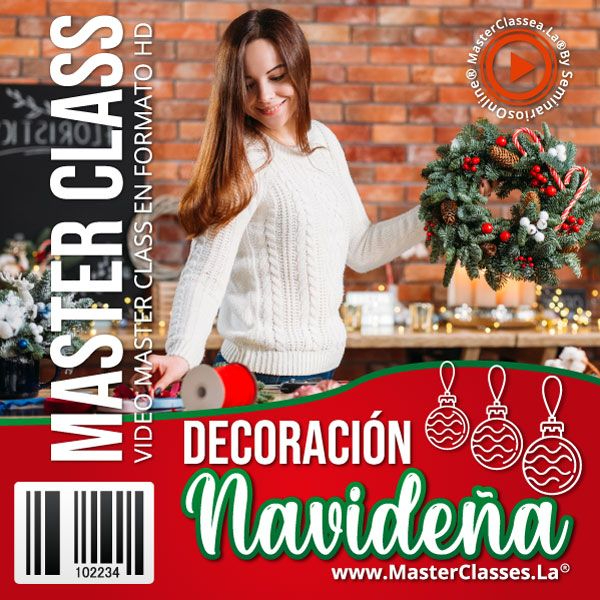 MASTER CLASS
VIDEO MASTER CLASS EN FORMATO HD
MasterClassea.La®By SeminariosOnline®
DECORACIÓN
Navideña
www.MasterClasses.La®
102234